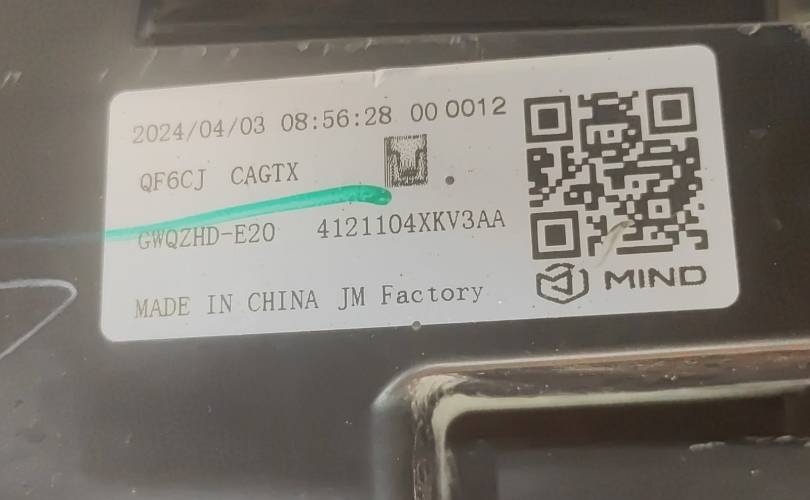 2024/04/03 08:56:28 00 0012
QF6CJ CAGTX
GWQZHD-E20 4121104XKV3AA
MIND
MADE IN CHINA JM Factory